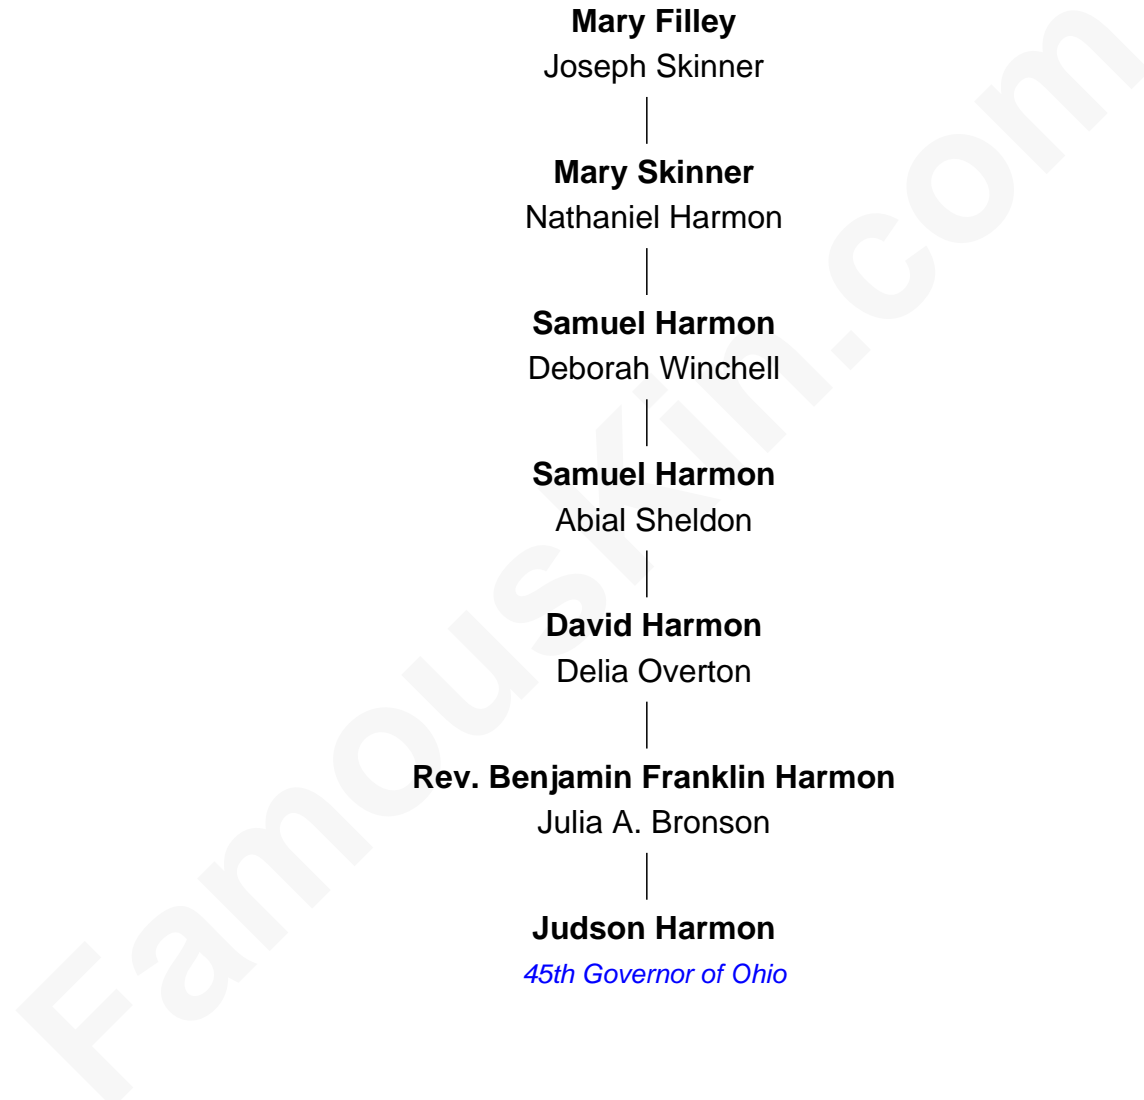 Mary Filley
Joseph Skinner
Mary Skinner
Nathaniel Harmon
Samuel Harmon
Deborah Winchell
Samuel Harmon
Abial Sheldon
David Harmon
Delia Overton
Rev. Benjamin Franklin Harmon
Julia A. Bronson
Judson Harmon
45th Governor of Ohio
FamousKin.com